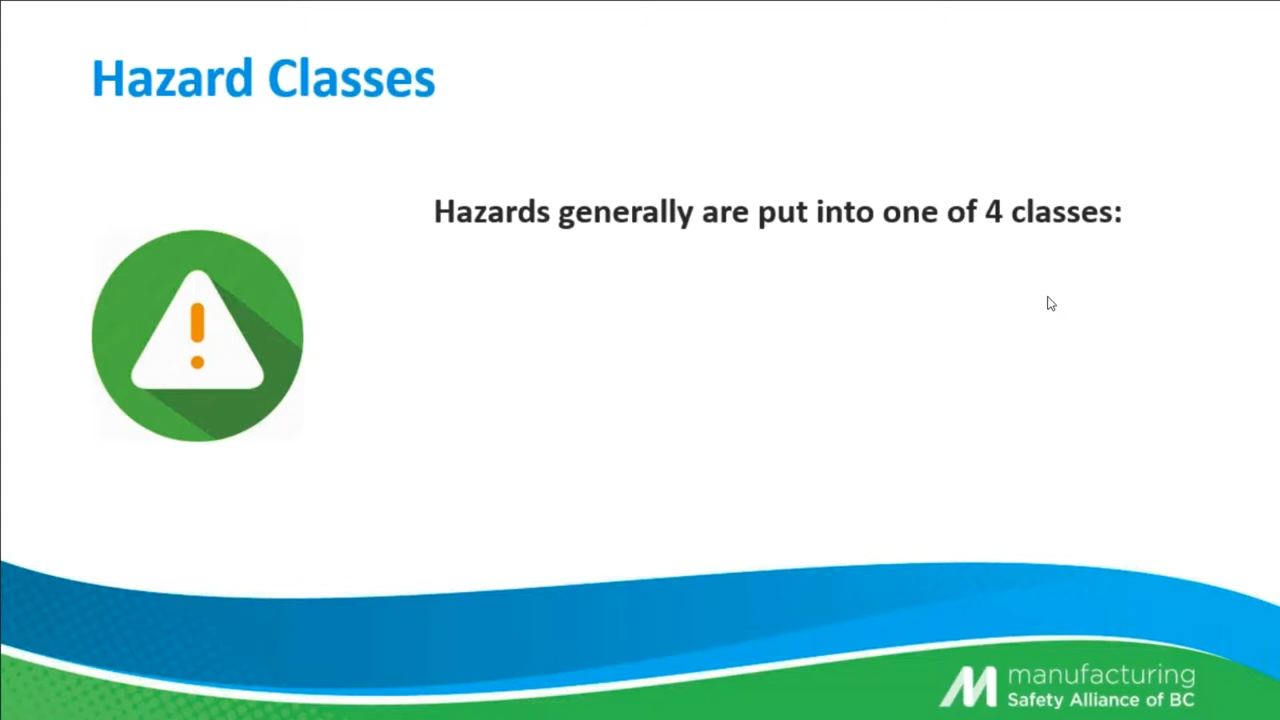 Hazard Classes
Hazards generally are put into one of 4 classes:
manufacturing
Safety Alliance of BC